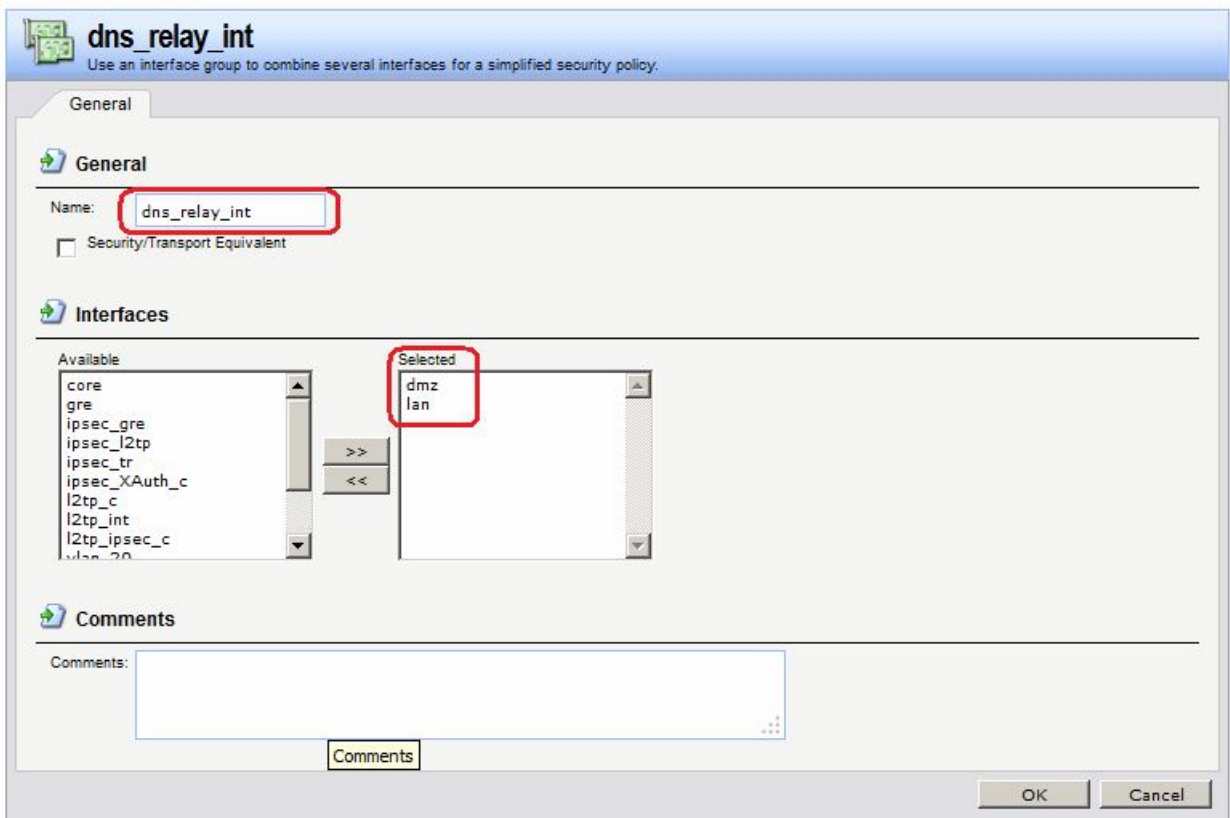 dns_relay_int
Use an interface group to combine several interfaces for a simplified security policy.
General
General
Name: dns_relay_int
Security/Transport Equivalent
Interfaces
Available
Selected
core
gre
ipsec_gre
ipsec_l2tp
ipsec_tr
ipsec_XAuth_c
l2tp_c
l2tp_int
l2tp_ipsec_c
vlan_20
>>
<<
dmz
lan
Comments
Comments:
Comments
OK Cancel